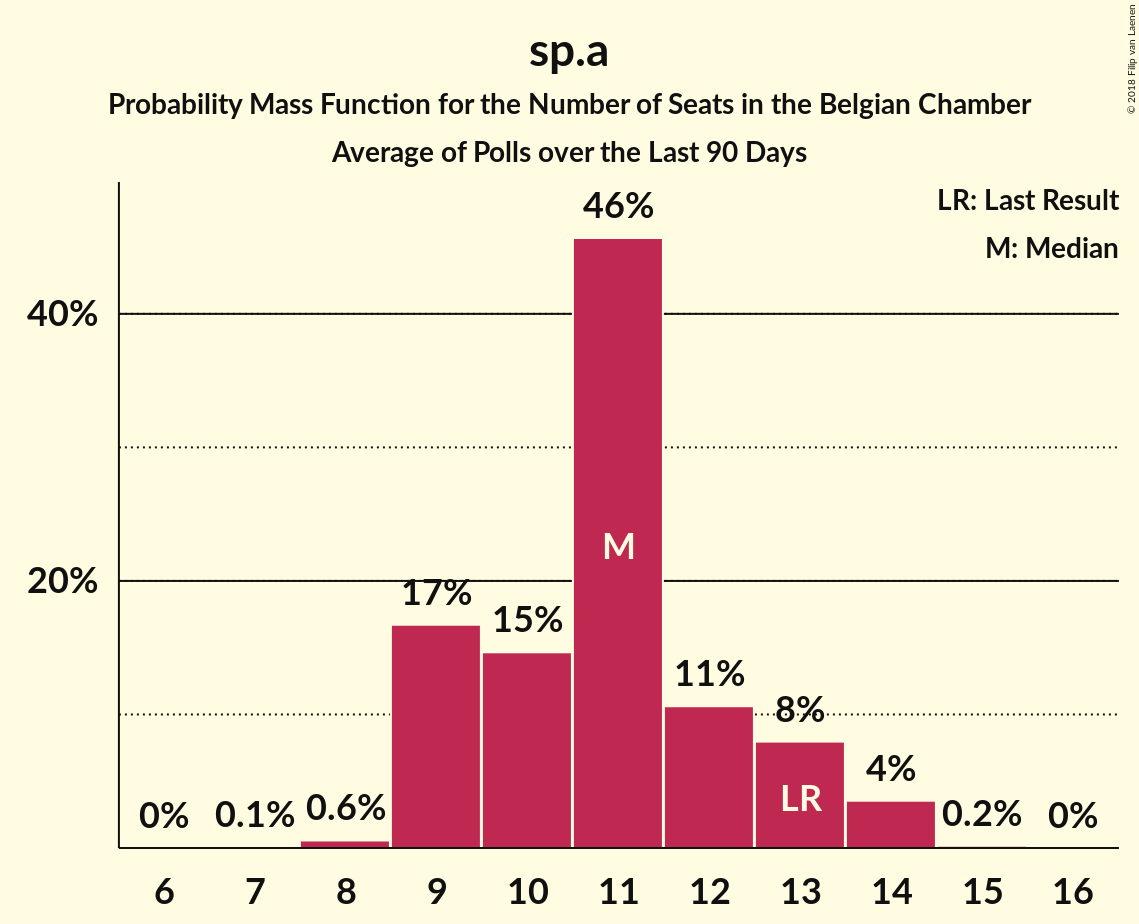 sp.a
Probability Mass Function for the Number of Seats in the Belgian Chamber
Average of Polls over the Last 90 Days
© 2018 Filip van Laenen
LR: Last Result
M: Median
46%
40%
M
20%
17%
15%
11%
8%
4%
LR
0%
0.1%
0.6%
0.2%
0%
6 7 8 9 10 11 12 13 14 15 16